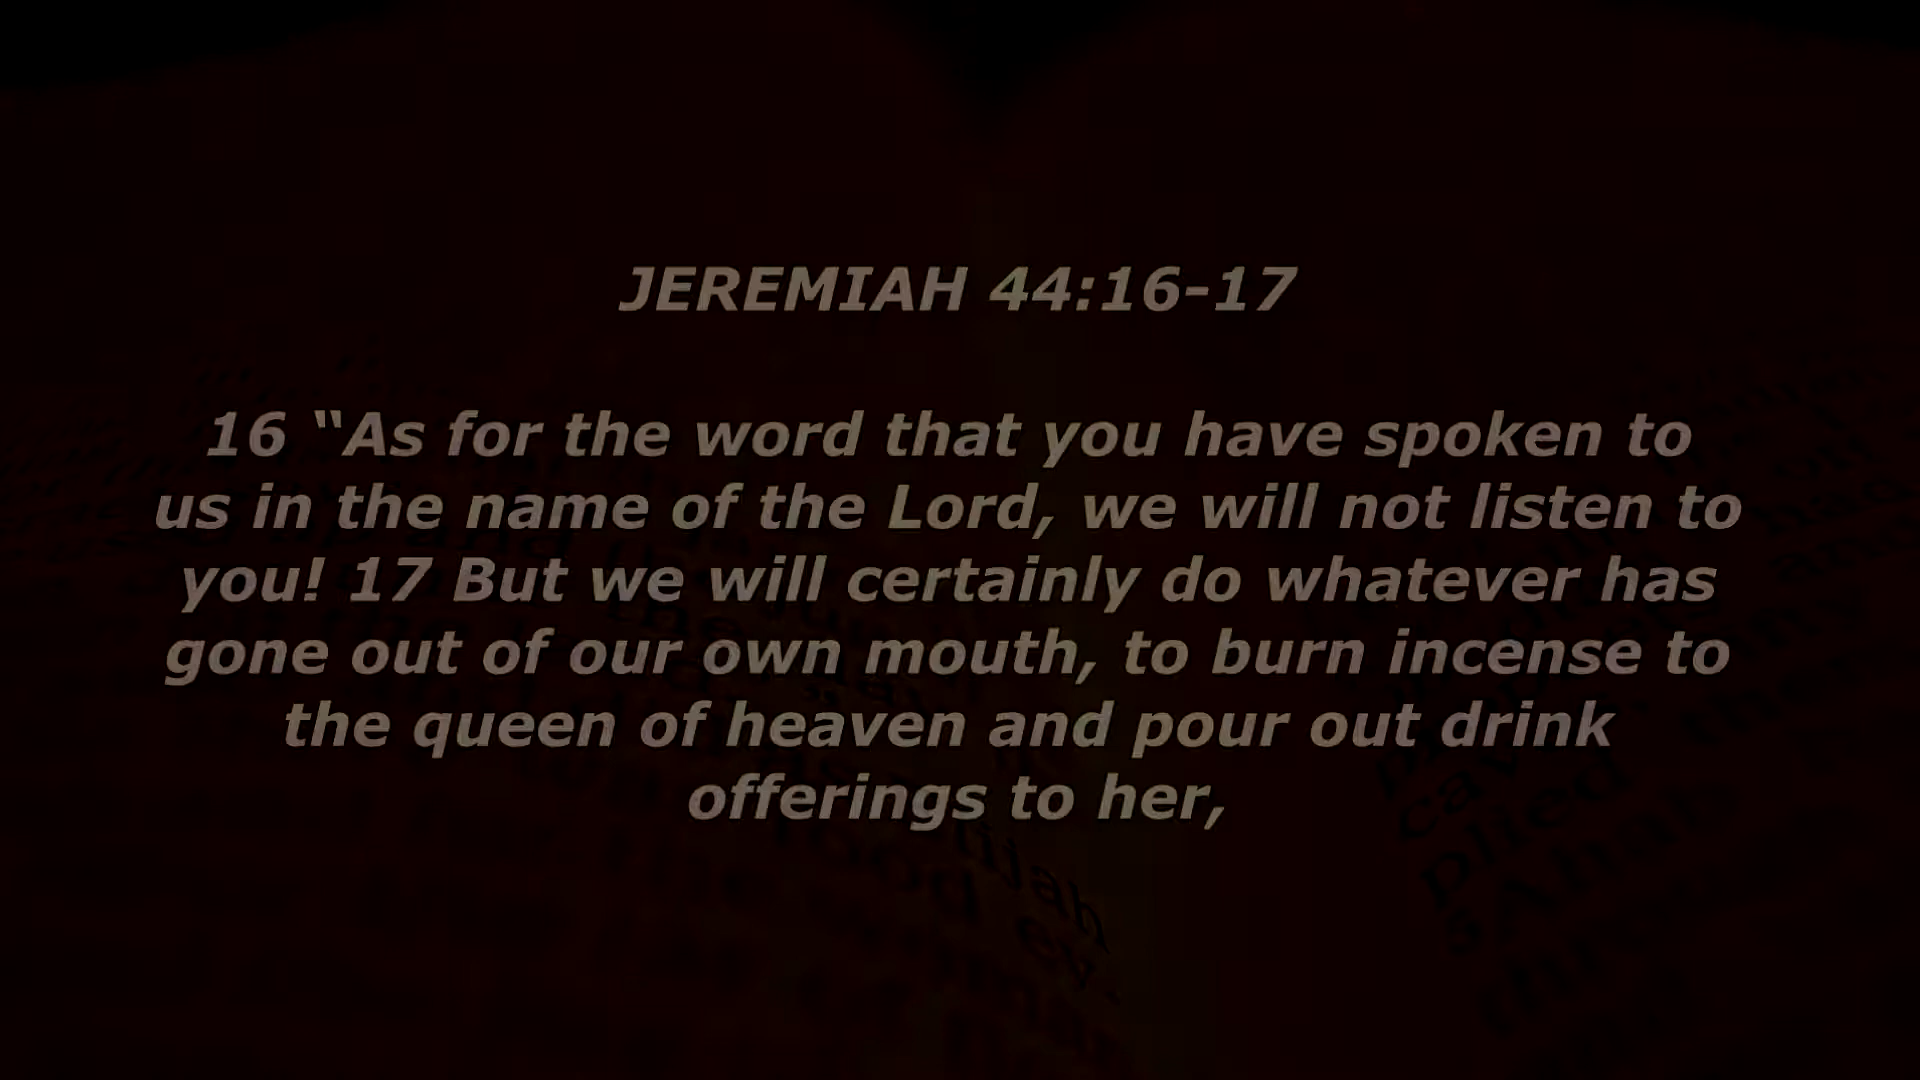 JEREMIAH 44:16-17
16 “As for the word that you have spoken to
us in the name of the Lord, we will not listen to
you! 17 But we will certainly do whatever has
gone out of our own mouth, to burn incense to
the queen of heaven and pour out drink
offerings to her,